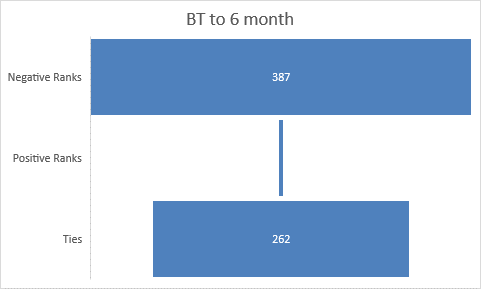 BT to 6 month
Negative Ranks
387
Positive Ranks
Ties
262